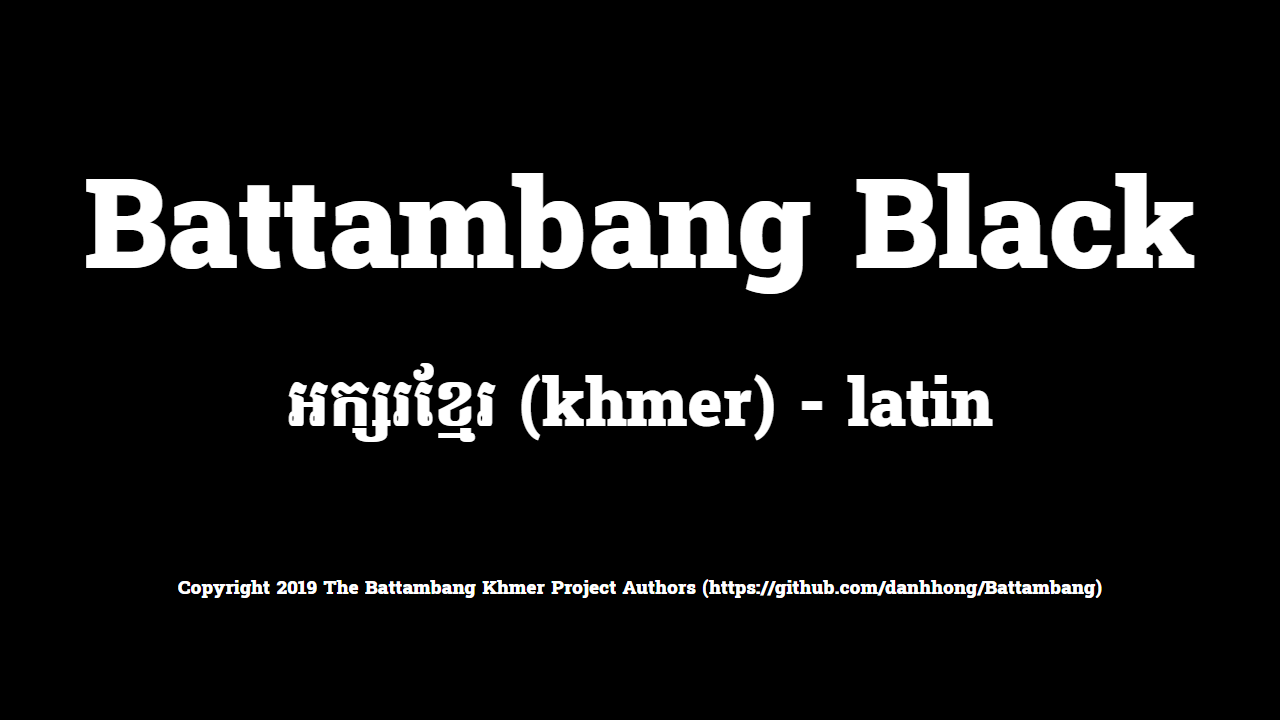 Battambang Black
អក្សរខ្មែរ (khmer) - latin
Copyright 2019 The Battambang Khmer Project Authors (https://github.com/danhhong/Battambang)